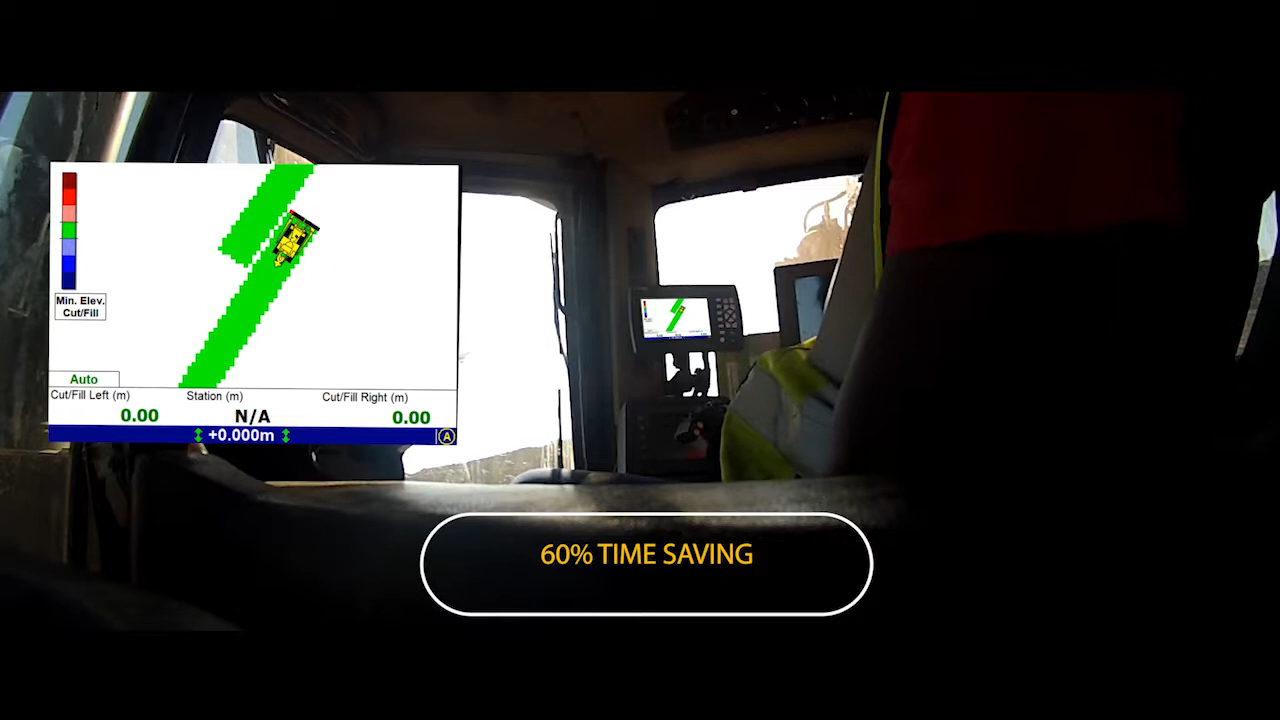 Min. Elev.
Cut/Fill
Auto
Cut/Fill Left (m)
Station (m)
Cut/Fill Right (m)
0.00
N/A
0.00
+0.000m
A
60% TIME SAVING